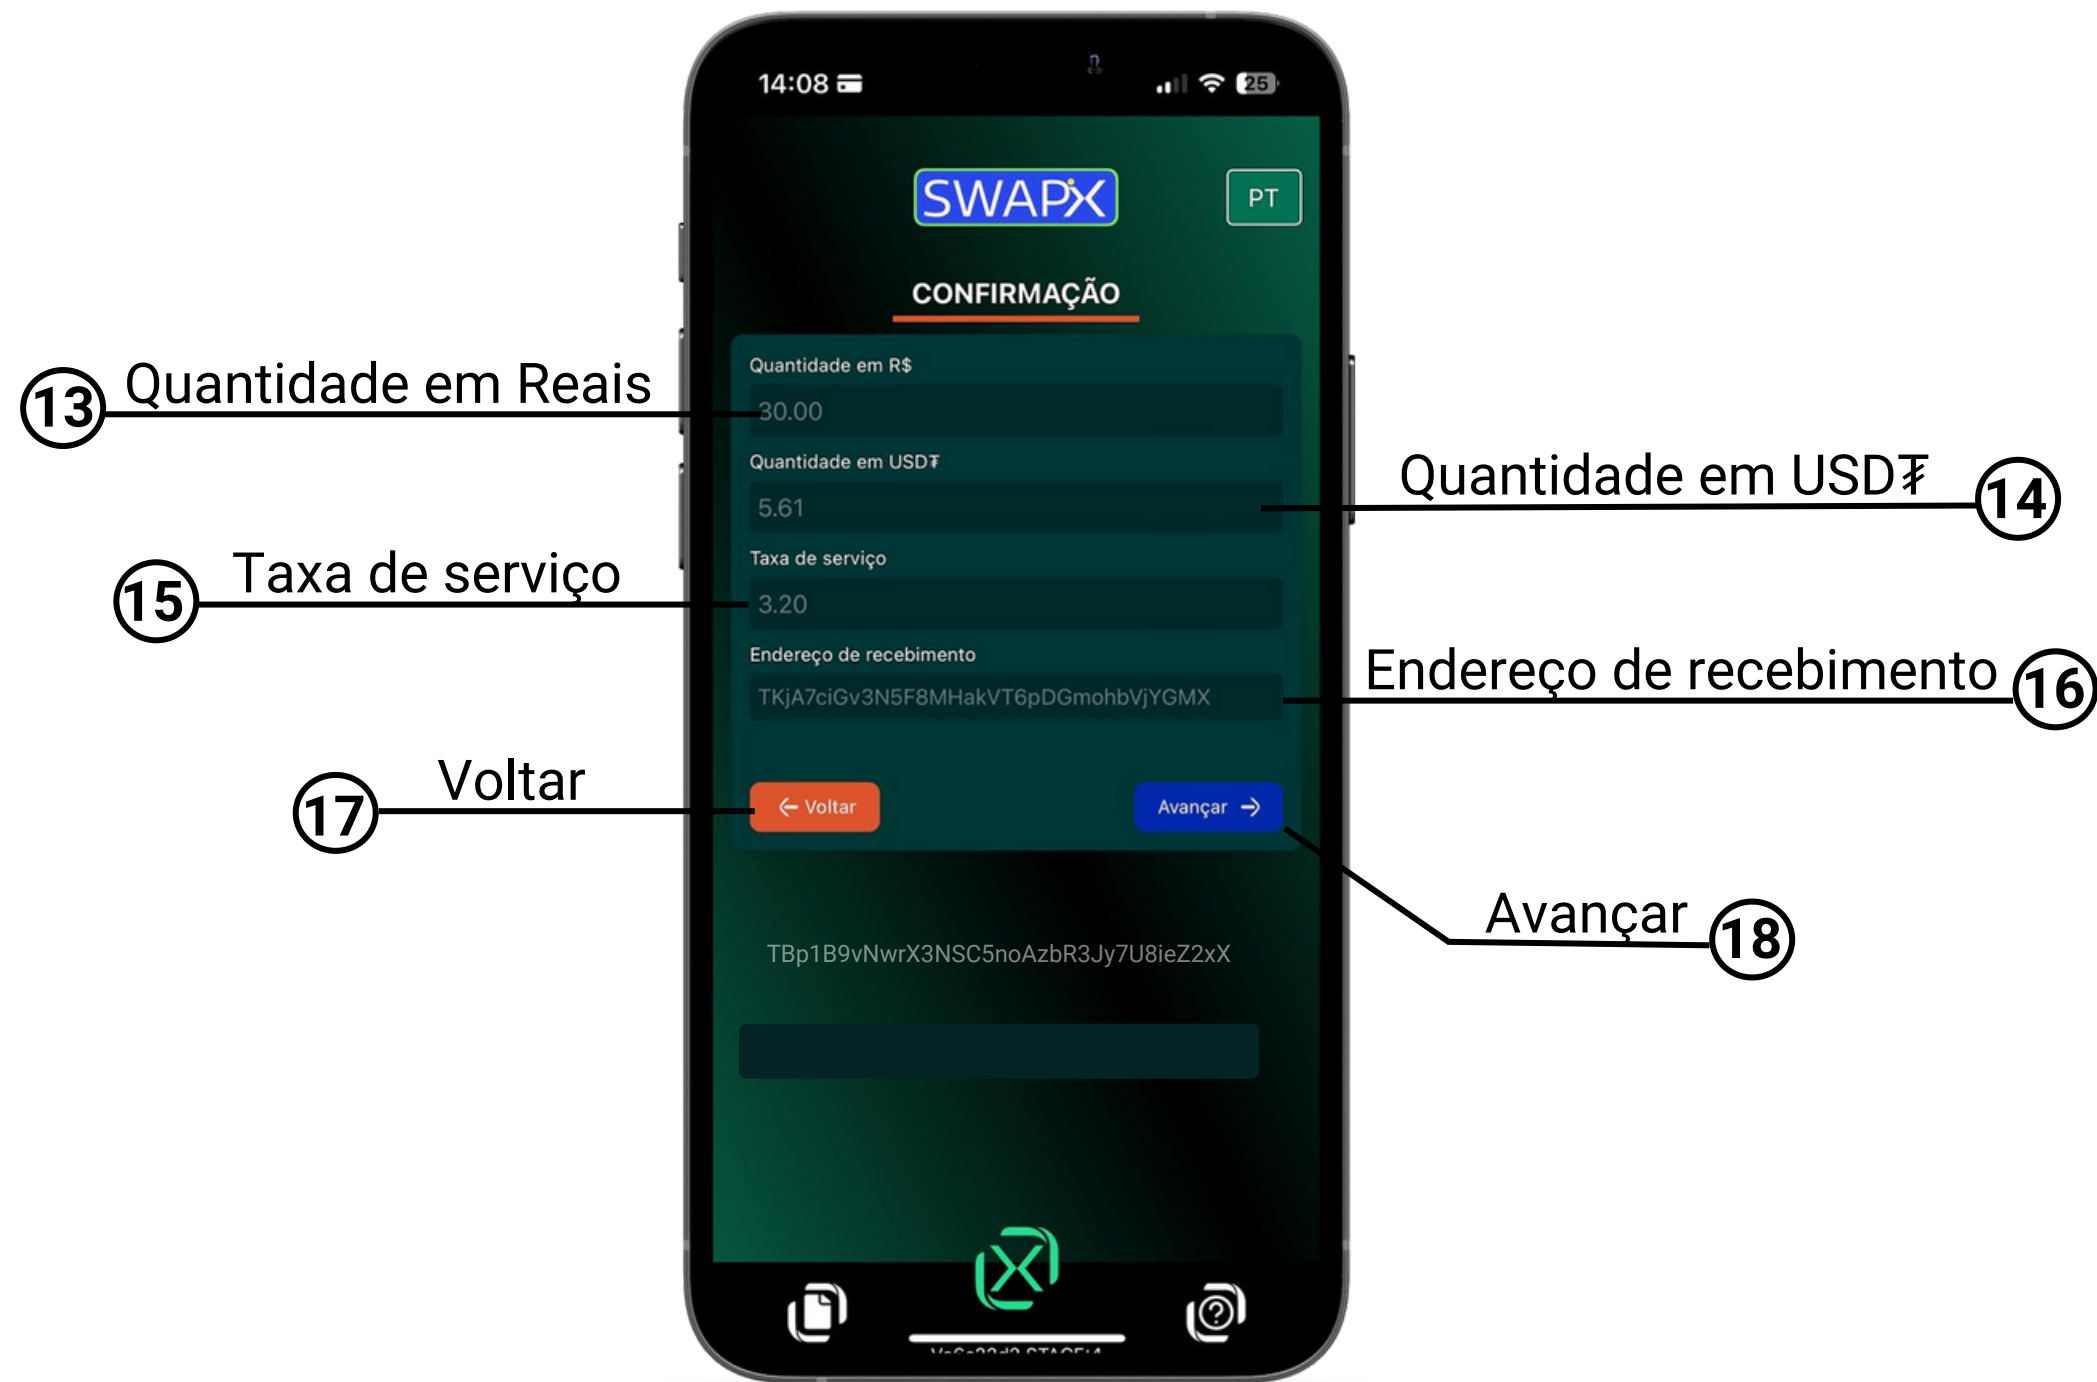 14:08
25
SWAPiX
PT
CONFIRMAÇÃO
Quantidade em R$
13 Quantidade em Reais
30.00
Quantidade em USD₮
Quantidade em USD₮ 14
5.61
Taxa de serviço
15 Taxa de serviço
3.20
Endereço de recebimento
Endereço de recebimento 16
TKjA7ciGv3N5F8MHakVT6pDGmohbVjYGMX
17 Voltar
Voltar
Avançar
Avançar 18
TBp1B9vNwrX3NSC5noAzbR3Jy7U8ieZ2xX